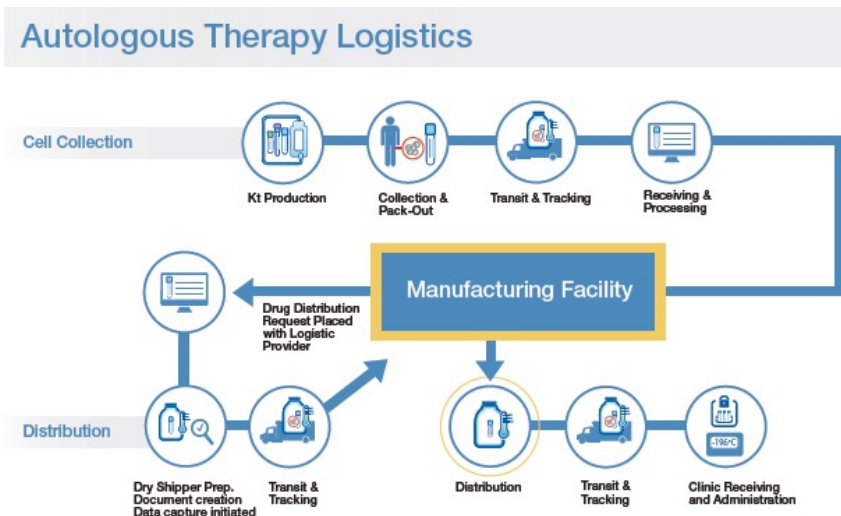 Autologous Therapy Logistics
Cell Collection
Kt Production
Collection &
Pack-Out
Transit & Tracking
Receiving &
Processing
Manufacturing Facility
Drug Distribution
Request Placed
with Logistic
Provider
Distribution
Dry Shipper Prep.
Document creation
Data capture initiated
Transit &
Tracking
Distribution
Transit &
Tracking
-196°C
Clinic Receiving
and Administration